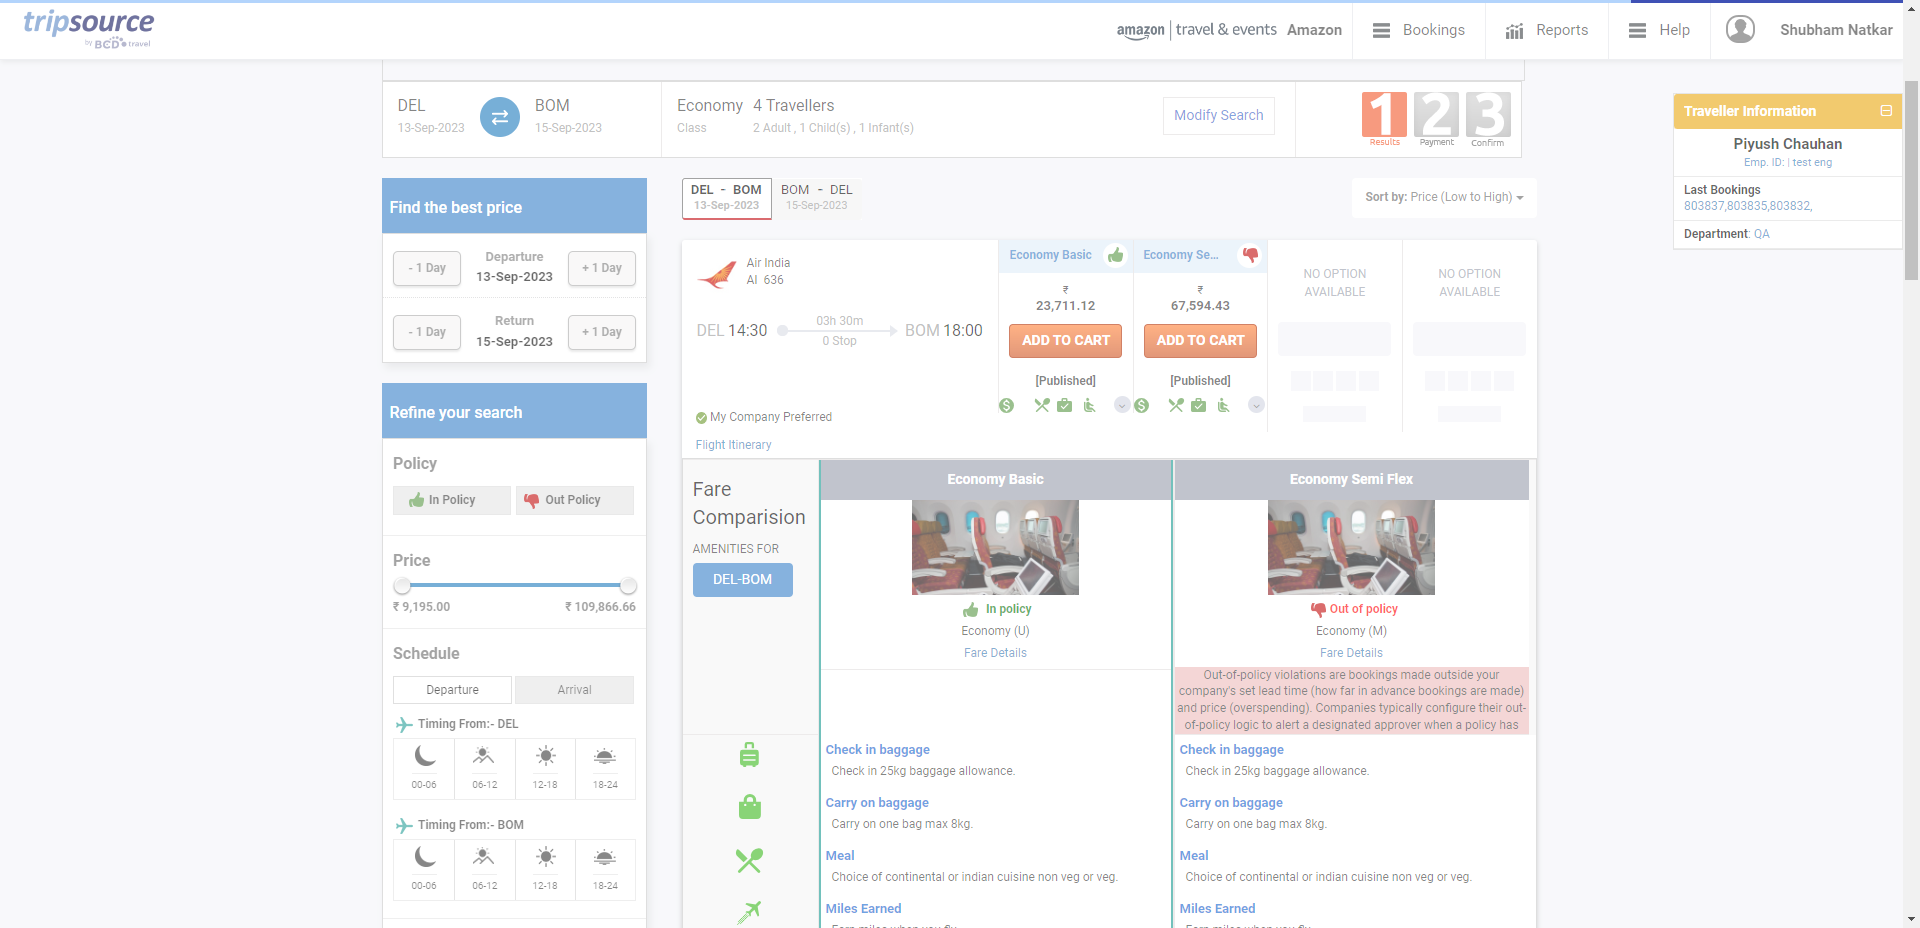 tripsource
by BCD travel
amazon | travel & events Amazon
Bookings
Reports
Help
Shubham Natkar
DEL
13-Sep-2023
BOM
15-Sep-2023
Economy
Class
4 Travellers
2 Adult , 1 Child(s) , 1 Infant(s)
Modify Search
1 2 3
Results Payment Confirm
Traveller Information
Piyush Chauhan
Emp. ID: | test eng
Last Bookings
803837,803835,803832,
Department: QA
Find the best price
- 1 Day
Departure
13-Sep-2023
+ 1 Day
- 1 Day
Return
15-Sep-2023
+ 1 Day
Refine your search
Policy
In Policy
Out Policy
Price
₹ 9,195.00
₹ 109,866.66
Schedule
Departure
Arrival
Timing From:- DEL
00-06 06-12 12-18 18-24
Timing From:- BOM
00-06 06-12 12-18 18-24
DEL - BOM
13-Sep-2023
BOM - DEL
15-Sep-2023
Sort by: Price (Low to High)
Air India
AI 636
DEL 14:30
03h 30m
0 Stop
BOM 18:00
My Company Preferred
Flight Itinerary
Economy Basic
₹
23,711.12
ADD TO CART
[Published]
Economy Se...
₹
67,594.43
ADD TO CART
[Published]
NO OPTION
AVAILABLE
NO OPTION
AVAILABLE
Fare
Comparision
AMENITIES FOR
DEL-BOM
Economy Basic
In policy
Economy (U)
Fare Details
Economy Semi Flex
Out of policy
Economy (M)
Fare Details
Out-of-policy violations are bookings made outside your
company's set lead time (how far in advance bookings are made)
and price (overspending). Companies typically configure their out-
of-policy logic to alert a designated approver when a policy has
Check in baggage
Check in 25kg baggage allowance.
Carry on baggage
Carry on one bag max 8kg.
Meal
Choice of continental or indian cuisine non veg or veg.
Miles Earned
Check in baggage
Check in 25kg baggage allowance.
Carry on baggage
Carry on one bag max 8kg.
Meal
Choice of continental or indian cuisine non veg or veg.
Miles Earned